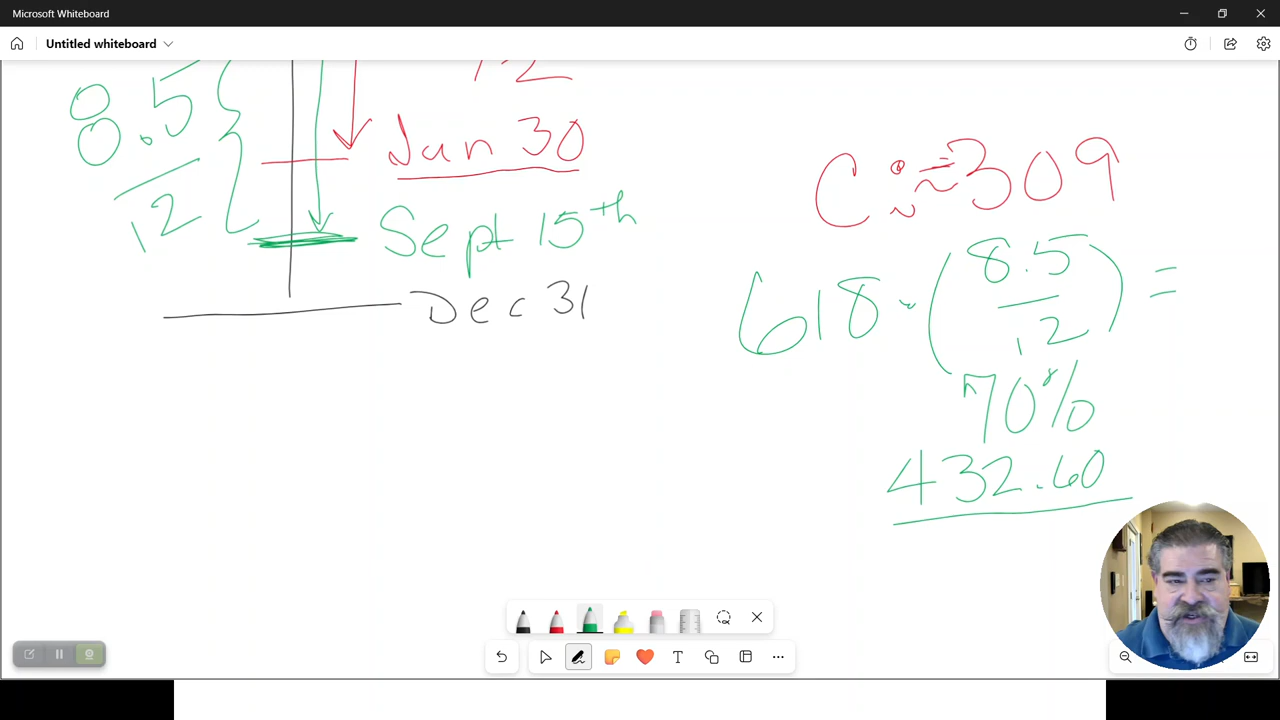 Microsoft Whiteboard
Untitled whiteboard
8.5
12
Jan 30
Sept 15th
Dec 31
C ≈ 309
618 · (8.5
12) =
70%
432.60